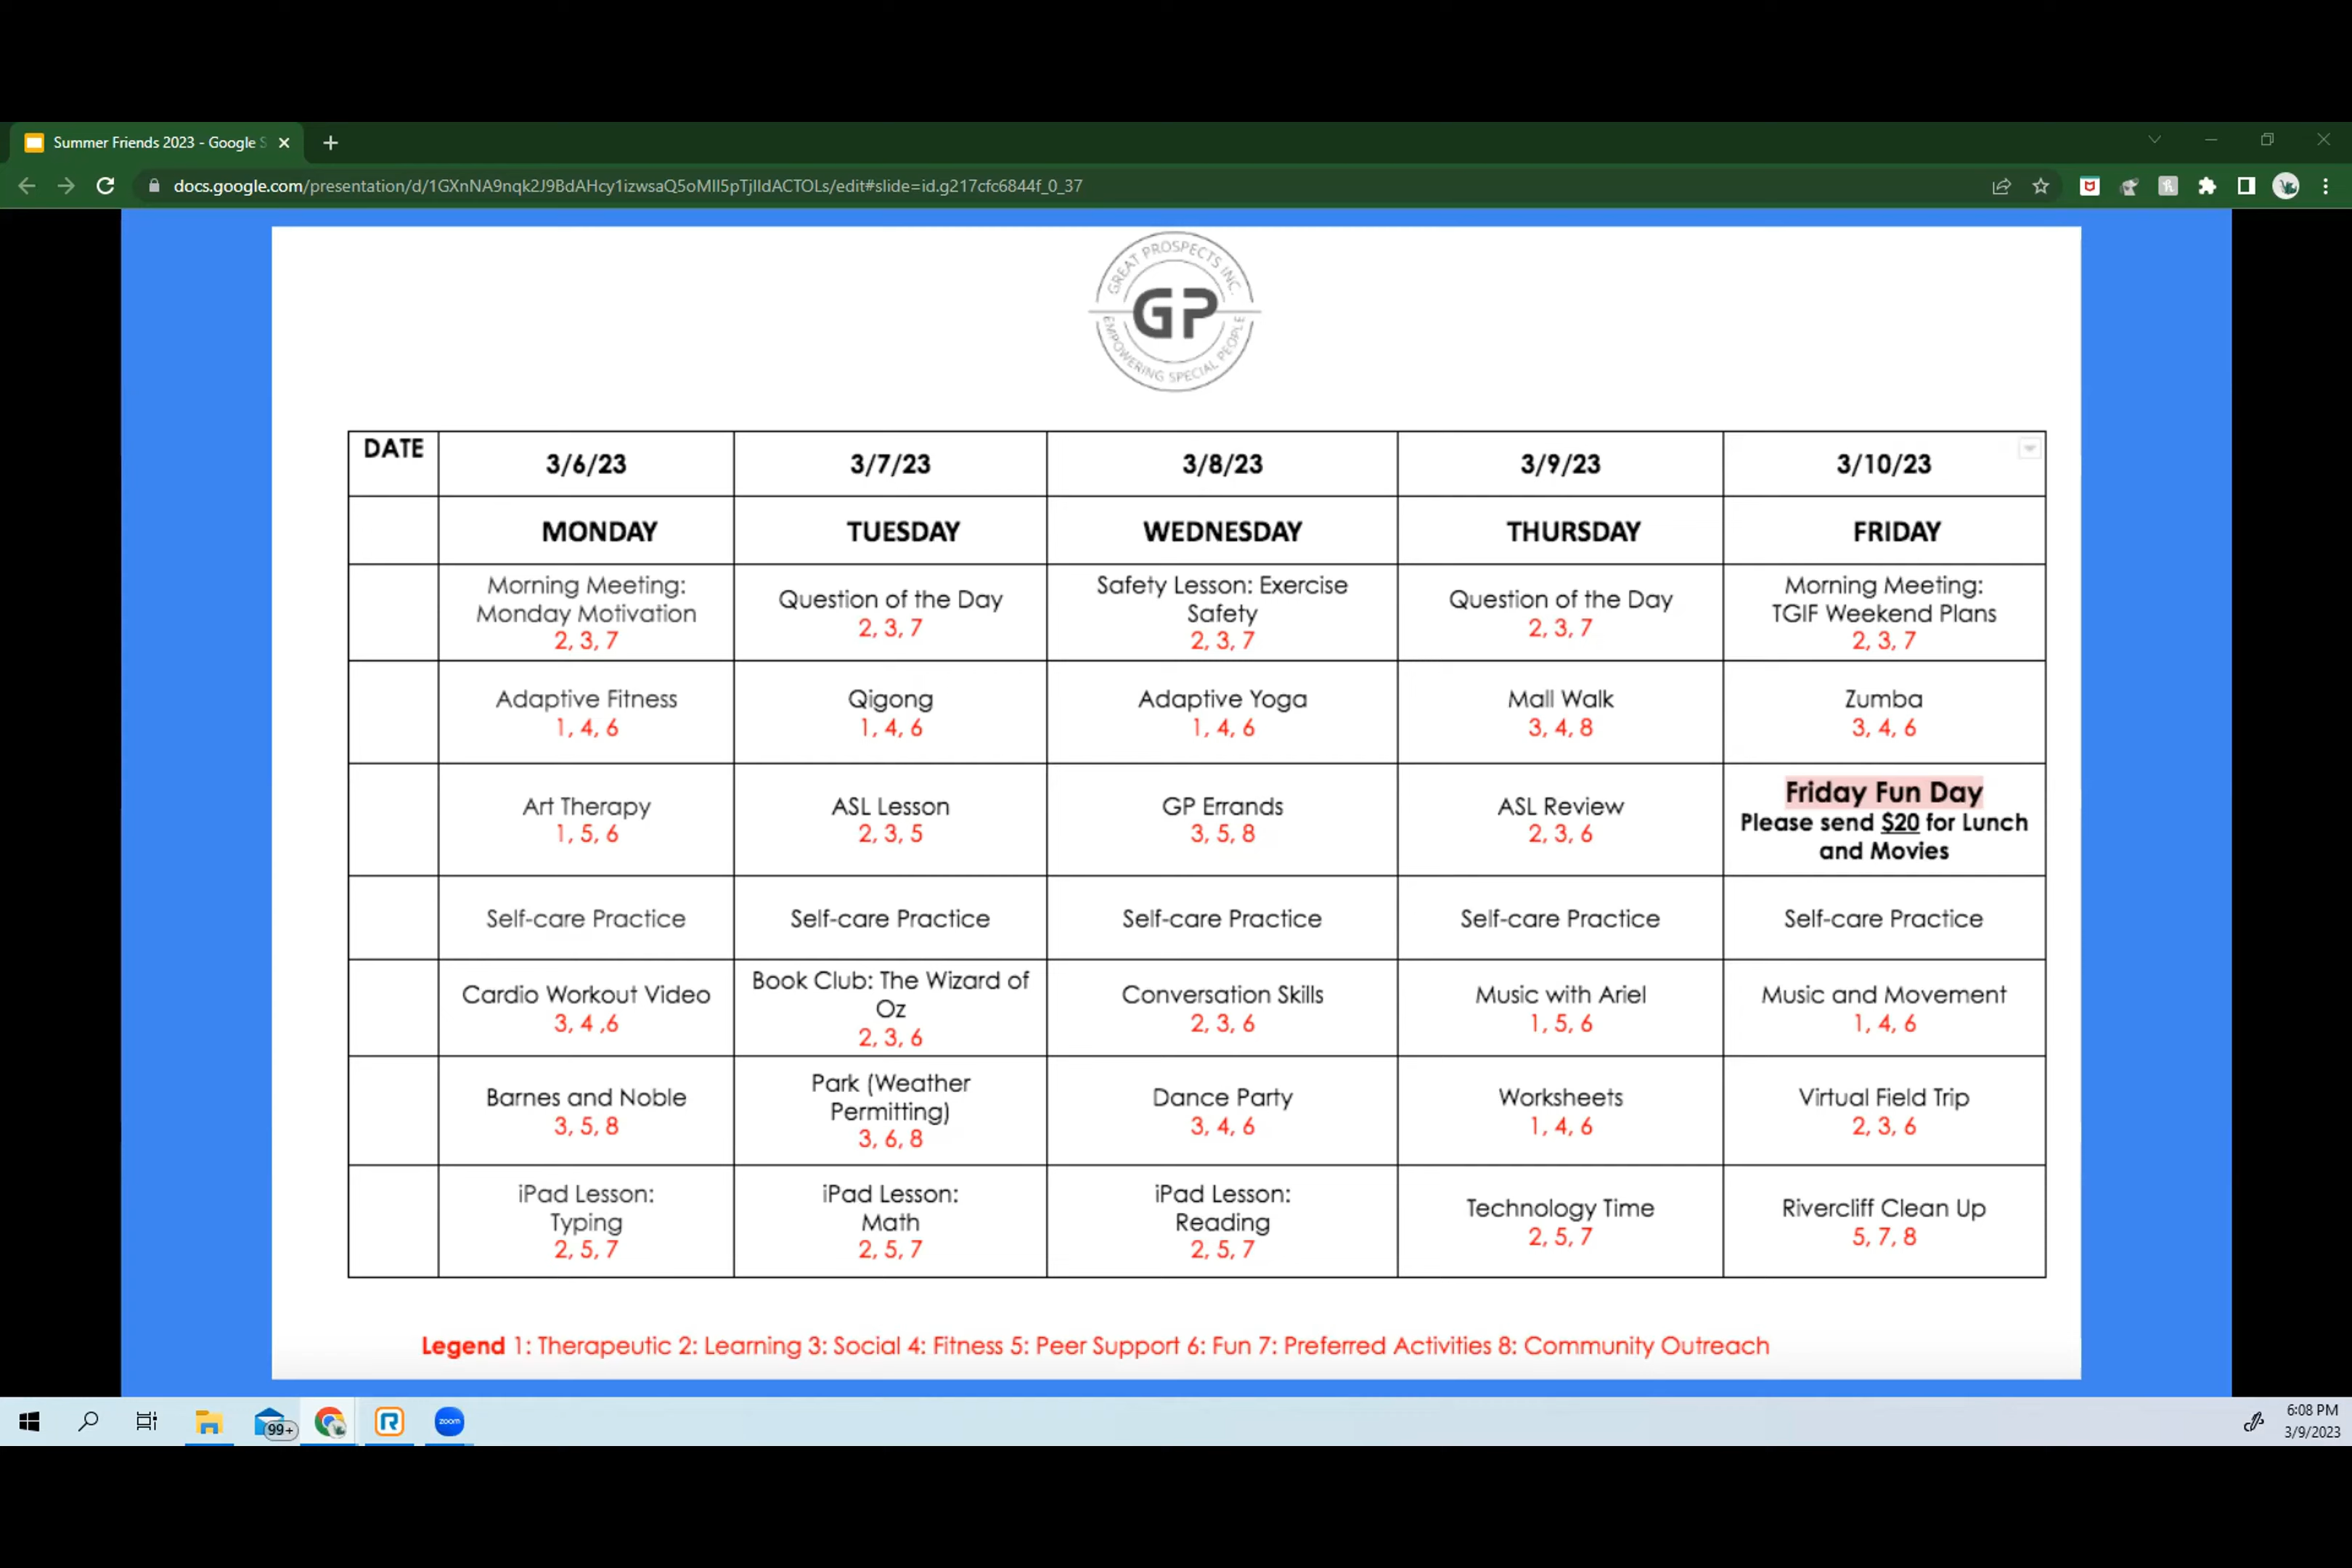 Summer Friends 2023 - Google S
docs.google.com/presentation/d/1GXnNA9nqk2J9BdAHcy1izwsaQ5oMII5pTjIIdACTOLs/edit#slide=id.g217cfc6844f_0_37
GREAT PROSPECTS INC.
GP
EMPOWERING SPECIAL PEOPLE
DATE 3/6/23 3/7/23 3/8/23 3/9/23 3/10/23
MONDAY TUESDAY WEDNESDAY THURSDAY FRIDAY
Morning Meeting:
Monday Motivation
2, 3, 7
Question of the Day
2, 3, 7
Safety Lesson: Exercise
Safety
2, 3, 7
Question of the Day
2, 3, 7
Morning Meeting:
TGIF Weekend Plans
2, 3, 7
Adaptive Fitness
1, 4, 6
Qigong
1, 4, 6
Adaptive Yoga
1, 4, 6
Mall Walk
3, 4, 8
Zumba
3, 4, 6
Art Therapy
1, 5, 6
ASL Lesson
2, 3, 5
GP Errands
3, 5, 8
ASL Review
2, 3, 6
Friday Fun Day
Please send $20 for Lunch
and Movies
Self-care Practice
Self-care Practice
Self-care Practice
Self-care Practice
Self-care Practice
Cardio Workout Video
3, 4 ,6
Book Club: The Wizard of
Oz
2, 3, 6
Conversation Skills
2, 3, 6
Music with Ariel
1, 5, 6
Music and Movement
1, 4, 6
Barnes and Noble
3, 5, 8
Park (Weather
Permitting)
3, 6, 8
Dance Party
3, 4, 6
Worksheets
1, 4, 6
Virtual Field Trip
2, 3, 6
iPad Lesson:
Typing
2, 5, 7
iPad Lesson:
Math
2, 5, 7
iPad Lesson:
Reading
2, 5, 7
Technology Time
2, 5, 7
Rivercliff Clean Up
5, 7, 8
Legend 1: Therapeutic 2: Learning 3: Social 4: Fitness 5: Peer Support 6: Fun 7: Preferred Activities 8: Community Outreach
99+
R
zoom
6:08 PM
3/9/2023